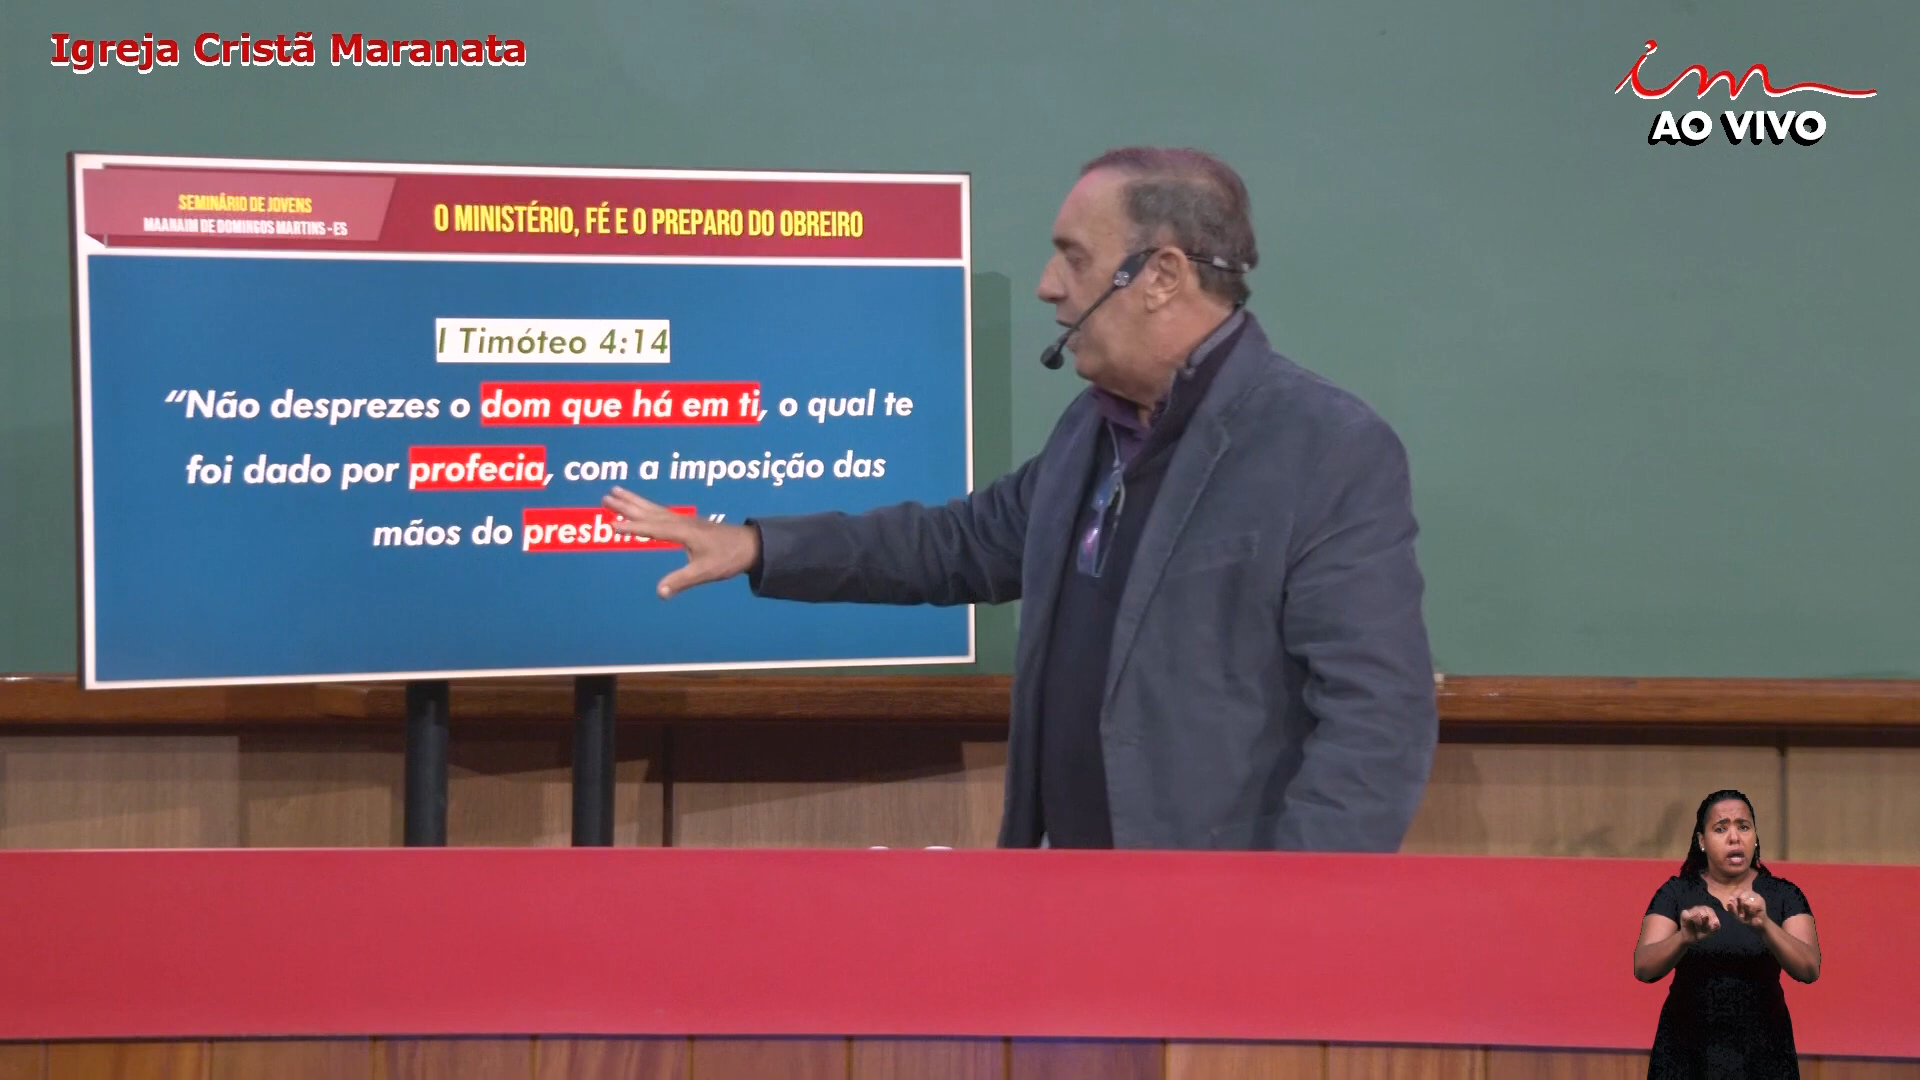 Igreja Cristã Maranata
im
AO VIVO
SEMINÁRIO DE JOVENS
MAANAIM DE DOMINGOS MARTINS - ES
O MINISTÉRIO, FÉ E O PREPARO DO OBREIRO
I Timóteo 4:14
“Não desprezes o dom que há em ti, o qual te
foi dado por profecia, com a imposição das
mãos do